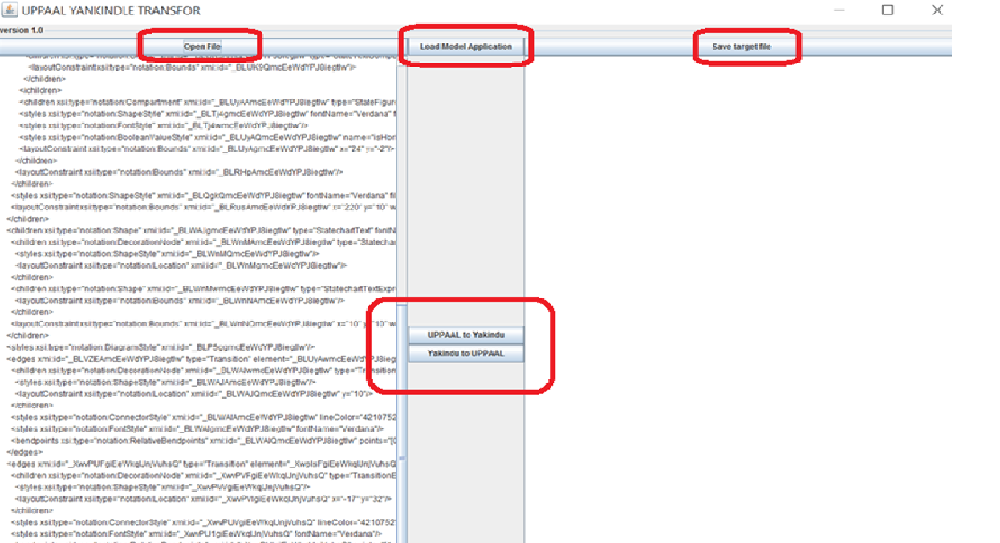 UPPAAL YANKINDLE TRANSFOR
version 1.0
Open File
Load Model Application
Save target file
<layoutConstraint xsi:type="notation:Bounds" xmi:id="_BLUK9QmcEeWdYPJ8iegtlw"/>
</children>
</children>
<children xsi:type="notation:Compartment" xmi:id="_BLUyAAmcEeWdYPJ8iegtlw" type="StateFigure
<styles xsi:type="notation:ShapeStyle" xmi:id="_BLTj4gmcEeWdYPJ8iegtlw" fontName="Verdana" f
<styles xsi:type="notation:FontStyle" xmi:id="_BLTj4wmcEeWdYPJ8iegtlw"/>
<styles xsi:type="notation:BooleanValueStyle" xmi:id="_BLUyAQmcEeWdYPJ8iegtlw" name="isHori
<layoutConstraint xsi:type="notation:Bounds" xmi:id="_BLUyAgmcEeWdYPJ8iegtlw" x="24" y="-2"/>
</children>
<layoutConstraint xsi:type="notation:Bounds" xmi:id="_BLRHpAmcEeWdYPJ8iegtlw"/>
</children>
<styles xsi:type="notation:ShapeStyle" xmi:id="_BLQgkQmcEeWdYPJ8iegtlw" fontName="Verdana" fil
<layoutConstraint xsi:type="notation:Bounds" xmi:id="_BLRusAmcEeWdYPJ8iegtlw" x="220" y="10" w
</children>
<children xsi:type="notation:Shape" xmi:id="_BLWAJgmcEeWdYPJ8iegtlw" type="StatechartText" fontN
<children xsi:type="notation:DecorationNode" xmi:id="_BLWnMAmcEeWdYPJ8iegtlw" type="Statechar
<styles xsi:type="notation:ShapeStyle" xmi:id="_BLWnMQmcEeWdYPJ8iegtlw"/>
<layoutConstraint xsi:type="notation:Location" xmi:id="_BLWnMgmcEeWdYPJ8iegtlw"/>
</children>
<children xsi:type="notation:Shape" xmi:id="_BLWnMwmcEeWdYPJ8iegtlw" type="StatechartTextExpre
<layoutConstraint xsi:type="notation:Bounds" xmi:id="_BLWnNAmcEeWdYPJ8iegtlw"/>
</children>
<layoutConstraint xsi:type="notation:Bounds" xmi:id="_BLWnNQmcEeWdYPJ8iegtlw" x="10" y="10" w
</children>
<styles xsi:type="notation:DiagramStyle" xmi:id="_BLP5ggmcEeWdYPJ8iegtlw"/>
<edges xmi:id="_BLVZEAmcEeWdYPJ8iegtlw" type="Transition" element="_BLUyAwmcEeWdYPJ8iegt
<children xsi:type="notation:DecorationNode" xmi:id="_BLWAIwmcEeWdYPJ8iegtlw" type="Transition
<styles xsi:type="notation:ShapeStyle" xmi:id="_BLWAJAmcEeWdYPJ8iegtlw"/>
<layoutConstraint xsi:type="notation:Location" xmi:id="_BLWAJQmcEeWdYPJ8iegtlw" y="10"/>
</children>
<styles xsi:type="notation:ConnectorStyle" xmi:id="_BLWAIAmcEeWdYPJ8iegtlw" lineColor="4210752"
<styles xsi:type="notation:FontStyle" xmi:id="_BLWAIgmcEeWdYPJ8iegtlw" fontName="Verdana"/>
<bendpoints xsi:type="notation:RelativeBendpoints" xmi:id="_BLWAIQmcEeWdYPJ8iegtlw" points="[0
</edges>
<edges xmi:id="_XwvPUFgiEeWkqlJnjVuhsQ" type="Transition" element="_XwpIsFgiEeWkqlJnjVuhsQ
<children xsi:type="notation:DecorationNode" xmi:id="_XwvPVFgiEeWkqlJnjVuhsQ" type="TransitionE
<styles xsi:type="notation:ShapeStyle" xmi:id="_XwvPVVgiEeWkqlJnjVuhsQ"/>
<layoutConstraint xsi:type="notation:Location" xmi:id="_XwvPVlgiEeWkqlJnjVuhsQ" x="-17" y="32"/>
</children>
<styles xsi:type="notation:ConnectorStyle" xmi:id="_XwvPUVgiEeWkqlJnjVuhsQ" lineColor="4210752"
<styles xsi:type="notation:FontStyle" xmi:id="_XwvPU1giEeWkqlJnjVuhsQ" fontName="Verdana"/>
UPPAAL to Yakindu
Yakindu to UPPAAL